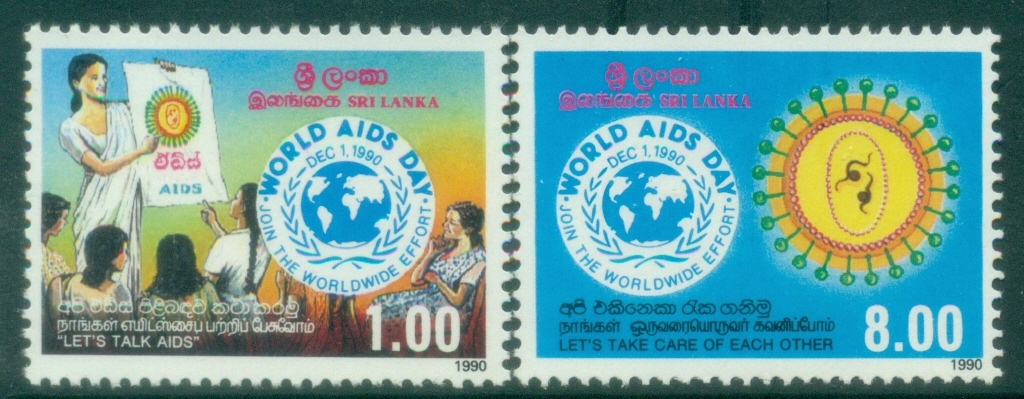 ශ්‍රී ලංකා
இலங்கை SRI LANKA
WORLD AIDS DAY
DEC 1, 1990
JOIN THE WORLDWIDE EFFORT
ඒඩ්ස්
AIDS
අපි ඒඩ්ස් පිළිබඳව කථා කරමු
நாங்கள் எயிட்ஸைப் பற்றிப் பேசுவோம்
"LET'S TALK AIDS"
1.00
1990
ශ්‍රී ලංකා
இலங்கை SRI LANKA
WORLD AIDS DAY
DEC 1, 1990
JOIN THE WORLDWIDE EFFORT
අපි එකිනෙකා රැක ගනිමු
நாங்கள் ஒருவரையொருவர் கவனிப்போம்
LET'S TAKE CARE OF EACH OTHER
8.00
1990